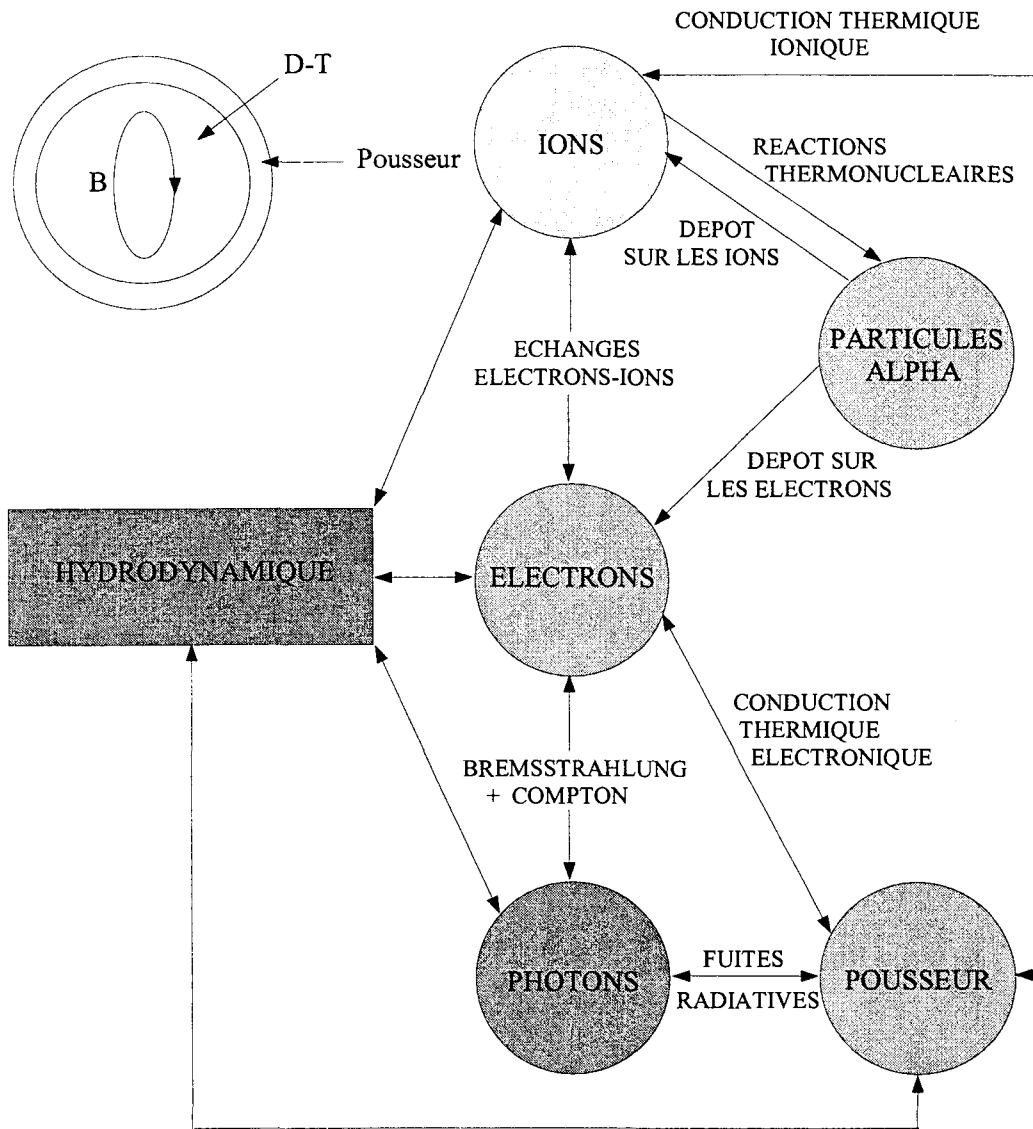 CONDUCTION THERMIQUE
IONIQUE
D-T
Pousseur
B
IONS
REACTIONS
THERMONUCLEAIRES
DEPOT
SUR LES IONS
PARTICULES
ALPHA
ECHANGES
ELECTRONS-IONS
DEPOT SUR
LES ELECTRONS
HYDRODYNAMIQUE
ELECTRONS
CONDUCTION
THERMIQUE
ELECTRONIQUE
BREMSSTRAHLUNG
+ COMPTON
PHOTONS
FUITES
RADIATIVES
POUSSEUR